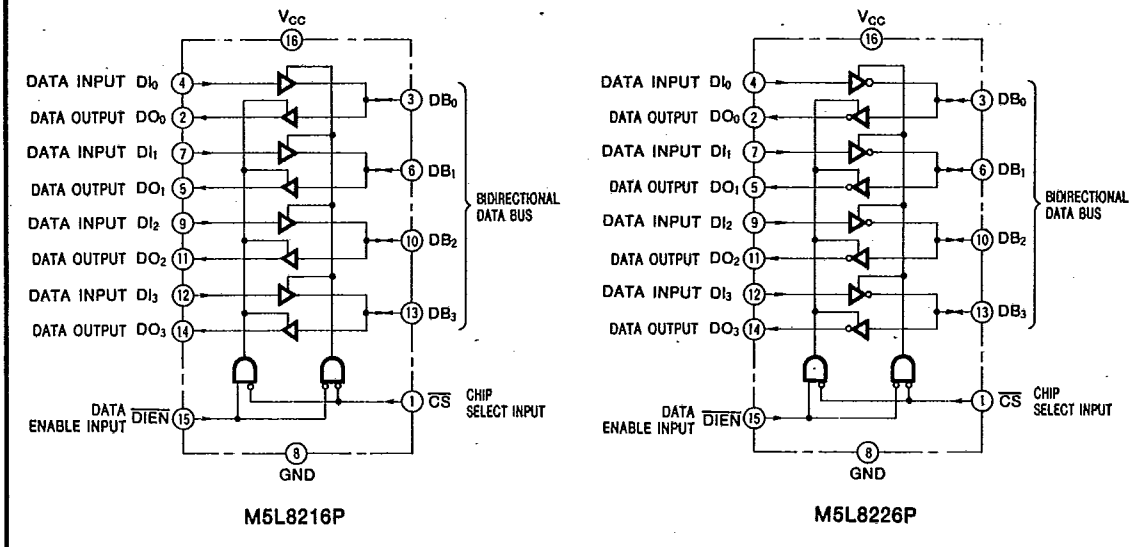 VCC
16
DATA INPUT DI0 4
3 DB0
DATA OUTPUT DO0 2
DATA INPUT DI1 7
6 DB1
DATA OUTPUT DO1 5
DATA INPUT DI2 9
10 DB2
DATA OUTPUT DO2 11
DATA INPUT DI3 12
13 DB3
DATA OUTPUT DO3 14
BIDIRECTIONAL
DATA BUS
1 C̅S̅ CHIP
SELECT INPUT
DATA
ENABLE INPUT D̅I̅E̅N̅ 15
8
GND
M5L8216P
VCC
16
DATA INPUT DI0 4
3 DB0
DATA OUTPUT DO0 2
DATA INPUT DI1 7
6 DB1
DATA OUTPUT DO1 5
DATA INPUT DI2 9
10 DB2
DATA OUTPUT DO2 11
DATA INPUT DI3 12
13 DB3
DATA OUTPUT DO3 14
BIDIRECTIONAL
DATA BUS
1 C̅S̅ CHIP
SELECT INPUT
DATA
ENABLE INPUT D̅I̅E̅N̅ 15
8
GND
M5L8226P